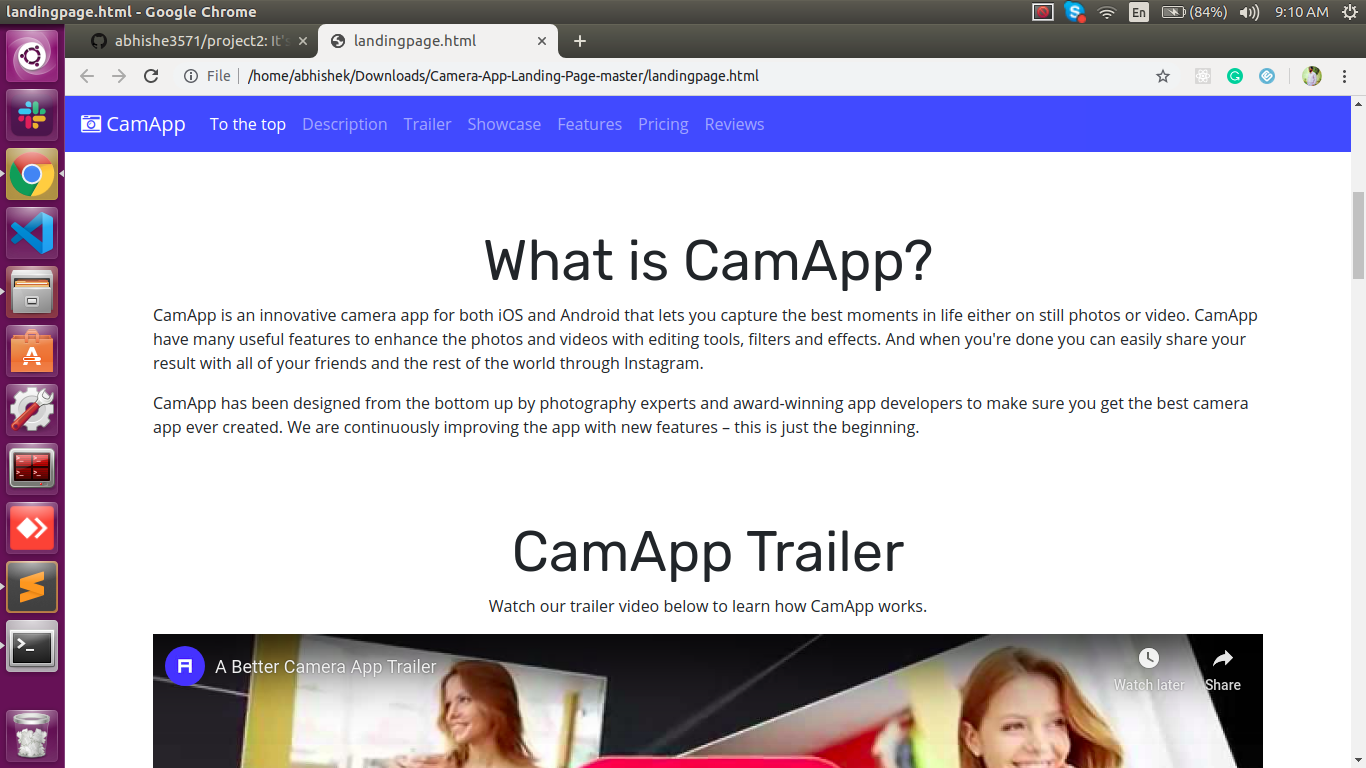 landingpage.html - Google Chrome
En (84%) 9:10 AM
abhishe3571/project2: It's
landingpage.html
File /home/abhishek/Downloads/Camera-App-Landing-Page-master/landingpage.html
CamApp To the top Description Trailer Showcase Features Pricing Reviews
What is CamApp?
CamApp is an innovative camera app for both iOS and Android that lets you capture the best moments in life either on still photos or video. CamApp
have many useful features to enhance the photos and videos with editing tools, filters and effects. And when you're done you can easily share your
result with all of your friends and the rest of the world through Instagram.
CamApp has been designed from the bottom up by photography experts and award-winning app developers to make sure you get the best camera
app ever created. We are continuously improving the app with new features – this is just the beginning.
CamApp Trailer
Watch our trailer video below to learn how CamApp works.
A Better Camera App Trailer
Watch later Share